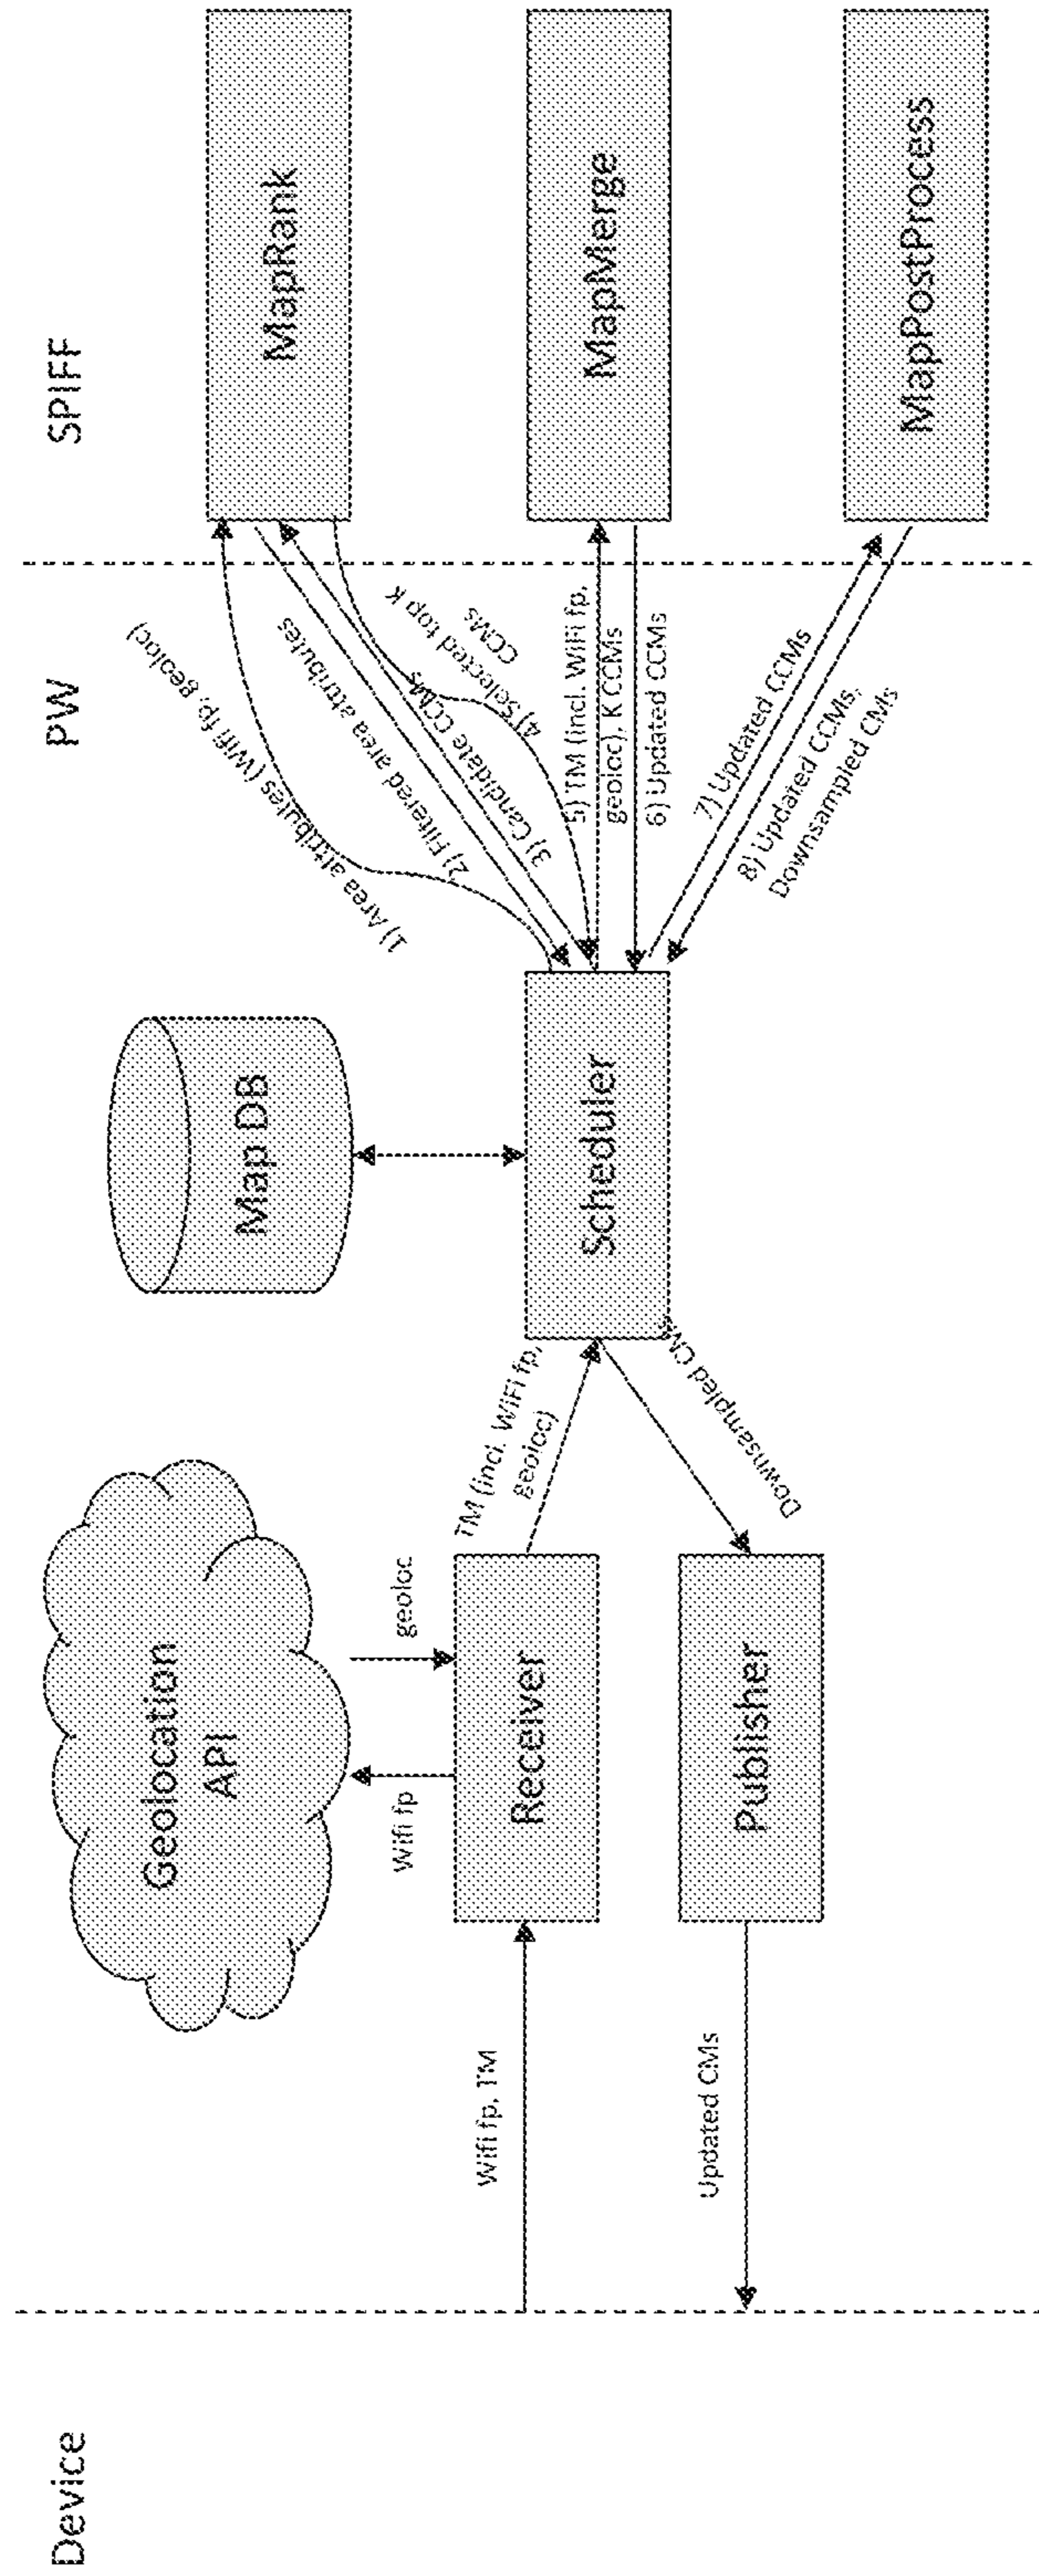 Device
PW
SPIFF
Geolocation
API
Wifi fp
geoloc
Wifi fp, TM
Receiver
TM (incl. WiFi fp,
geoloc)
Updated CMs
Publisher
Downsampled CMs
Map DB
Scheduler
1) Area attributes (Wifi fp, geoloc)
2) Filtered area attributes
3) Candidate CCMs
4) Selected top K
CCMs
5) TM (incl. WiFi fp,
geoloc), K CCMs
6) Updated CCMs
7) Updated CCMs
8) Updated CCMs,
Downsampled CMs
MapRank
MapMerge
MapPostProcess